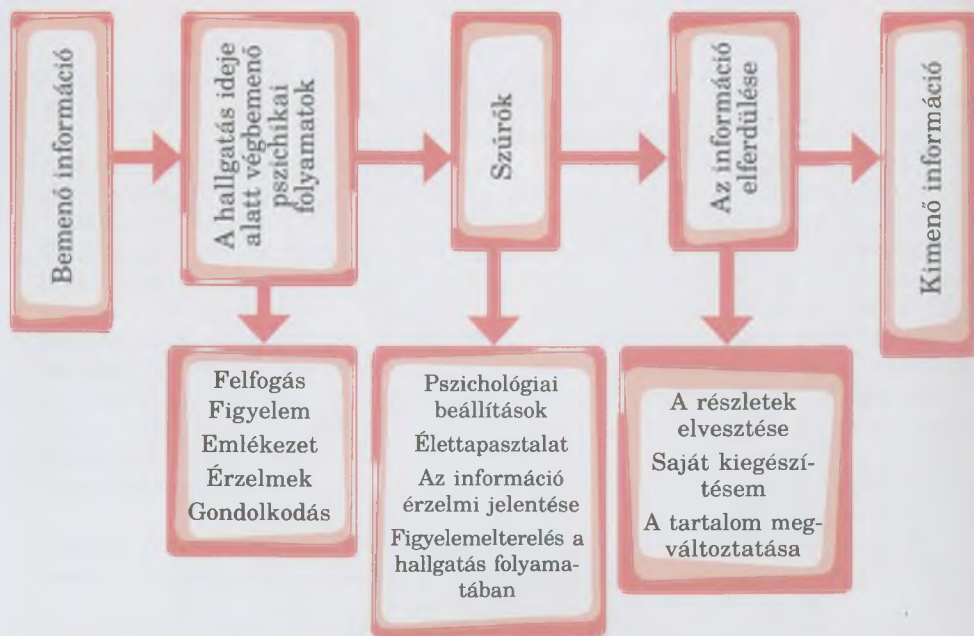 Bemenő információ
A hallgatás ideje
alatt végbemenő
pszichikai
folyamatok
Szűrők
Az információ
elferdülése
Kimenő információ
Felfogás
Figyelem
Emlékezet
Érzelmek
Gondolkodás
Pszichológiai
beállítások
Élettapasztalat
Az információ
érzelmi jelentése
Figyelemelterelés a
hallgatás folyama-
tában
A részletek
elvesztése
Saját kiegészí-
tésem
A tartalom meg-
változtatása